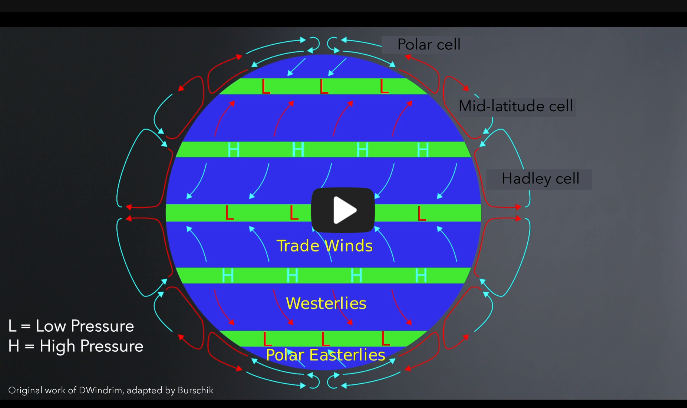 Polar cell
L L L
Mid-latitude cell
H H H H
Hadley cell
L L L
Trade Winds
H H H H
Westerlies
L = Low Pressure
L L L
H = High Pressure
Polar Easterlies
Original work of DWindrim, adapted by Burschik